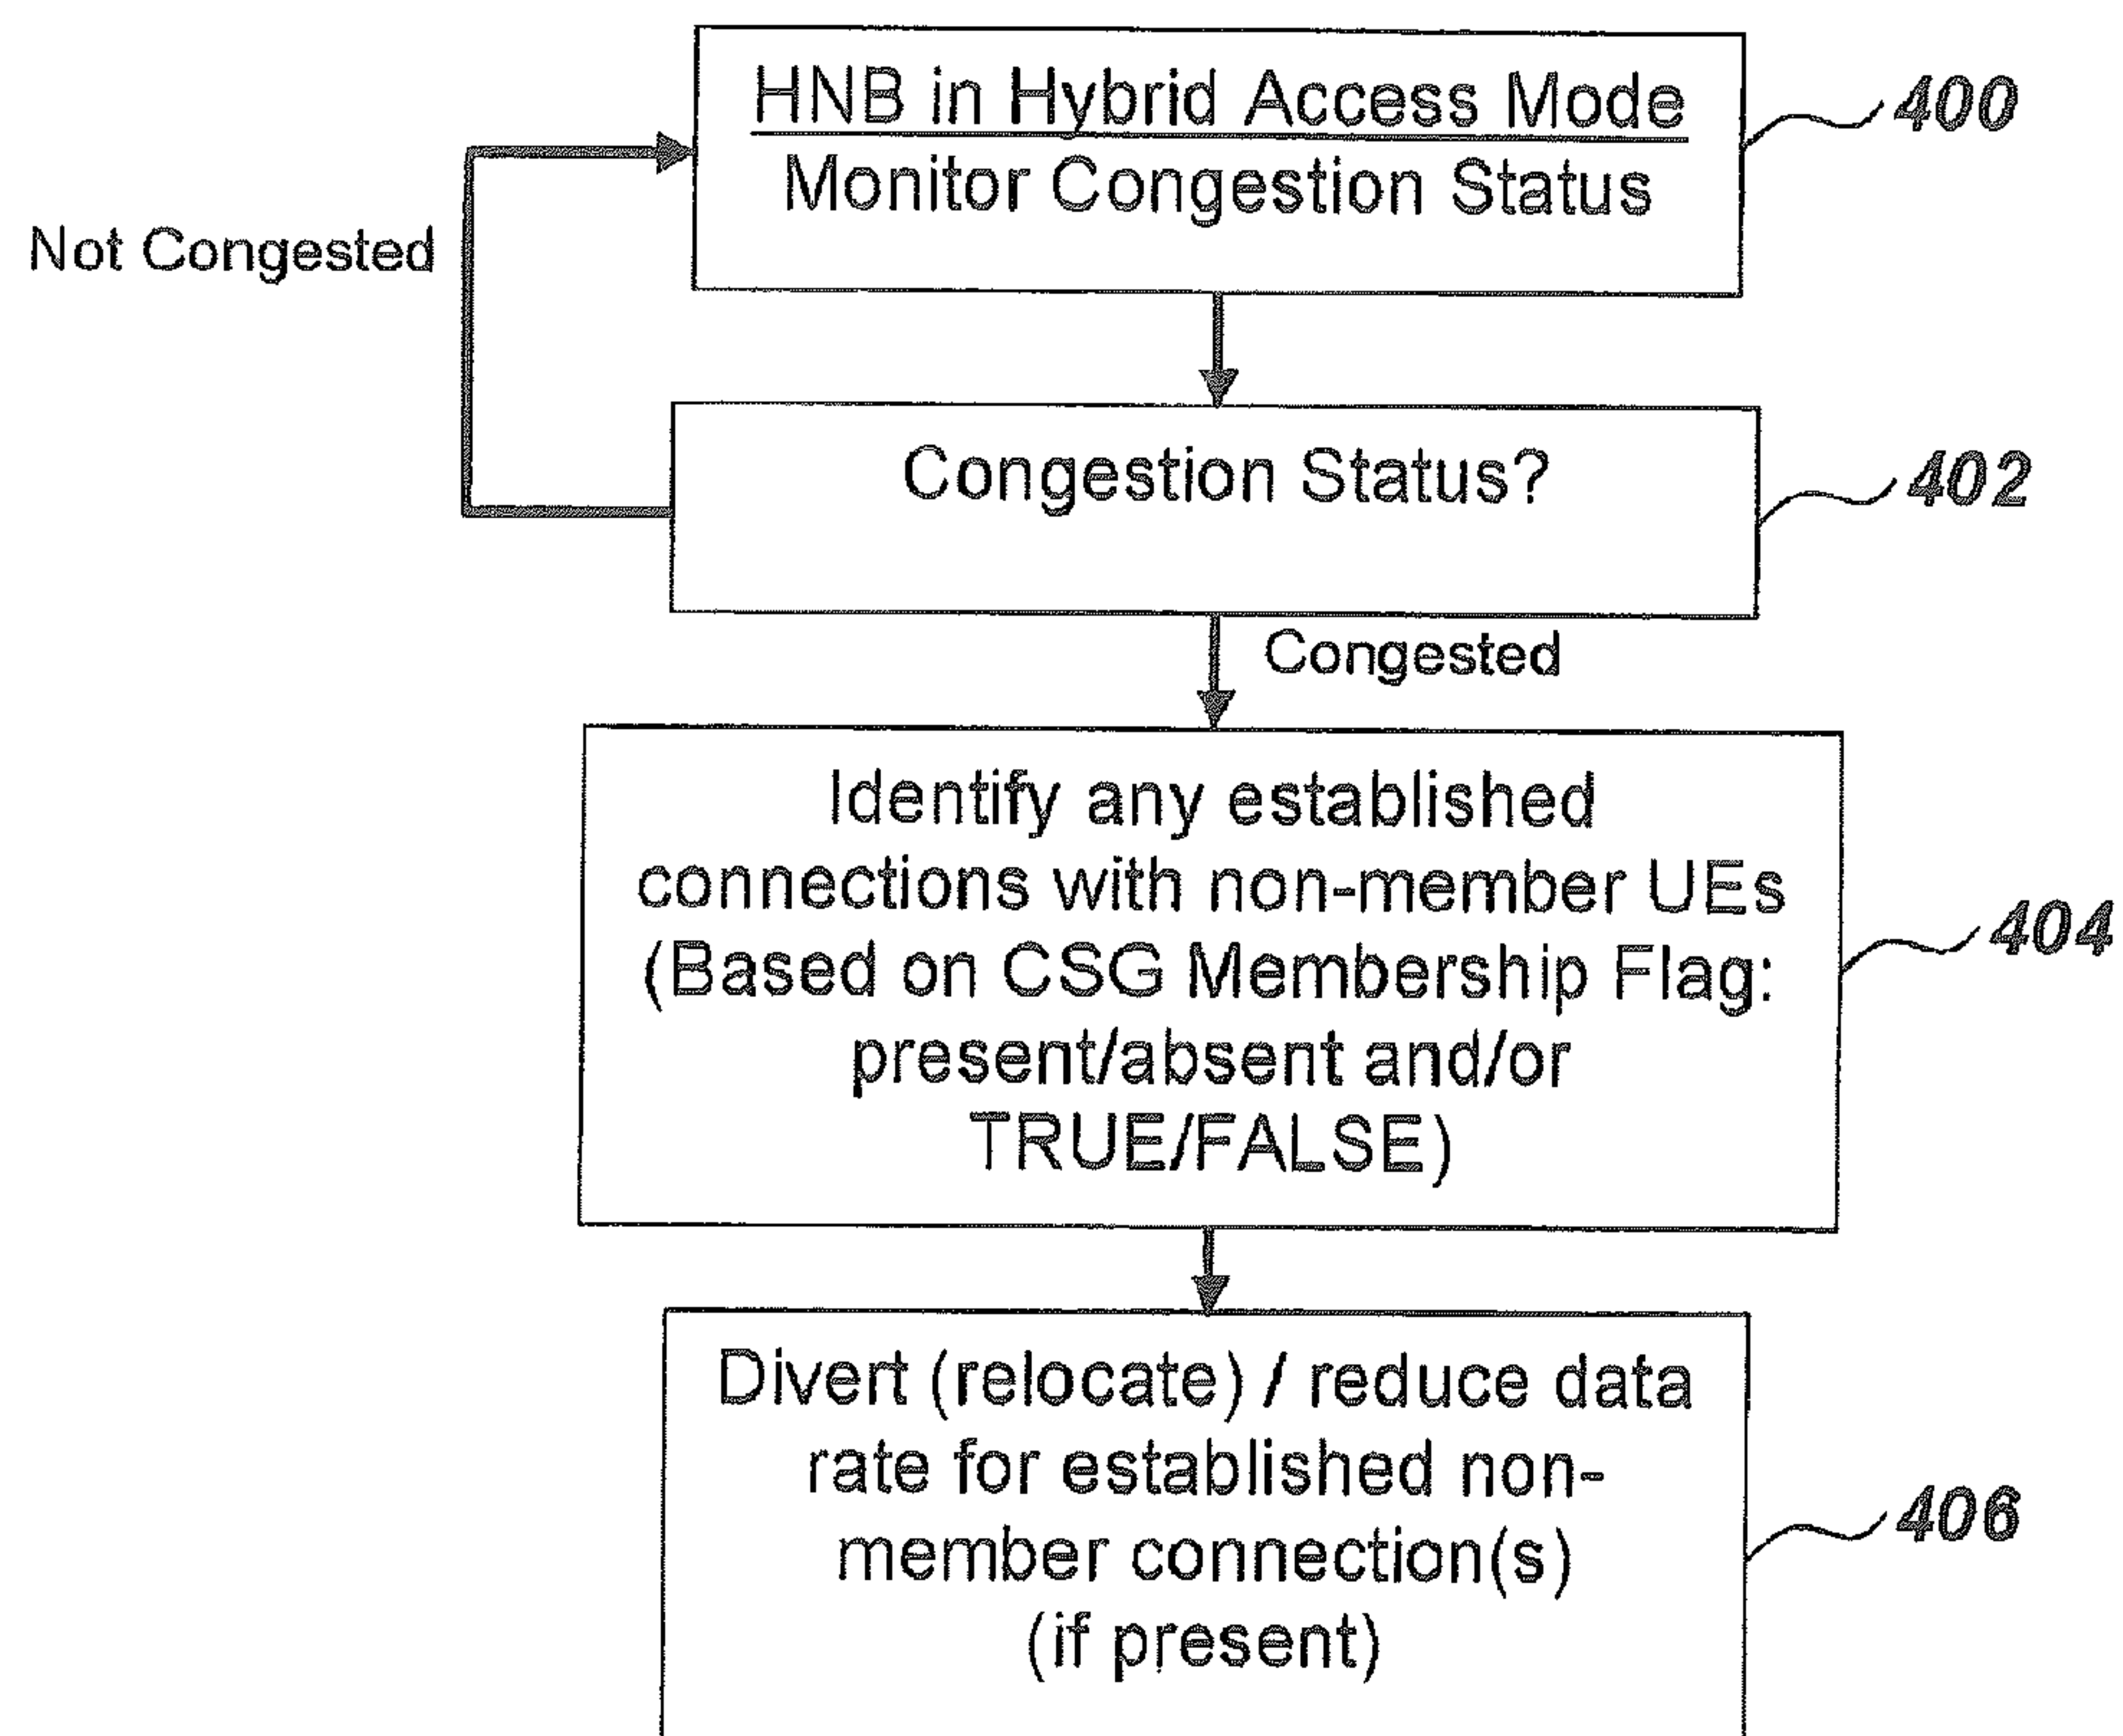 HNB in Hybrid Access Mode
Monitor Congestion Status
400
Not Congested
Congestion Status?
402
Congested
Identify any established
connections with non-member UEs
(Based on CSG Membership Flag:
present/absent and/or
TRUE/FALSE)
404
Divert (relocate) / reduce data
rate for established non-
member connection(s)
(if present)
406